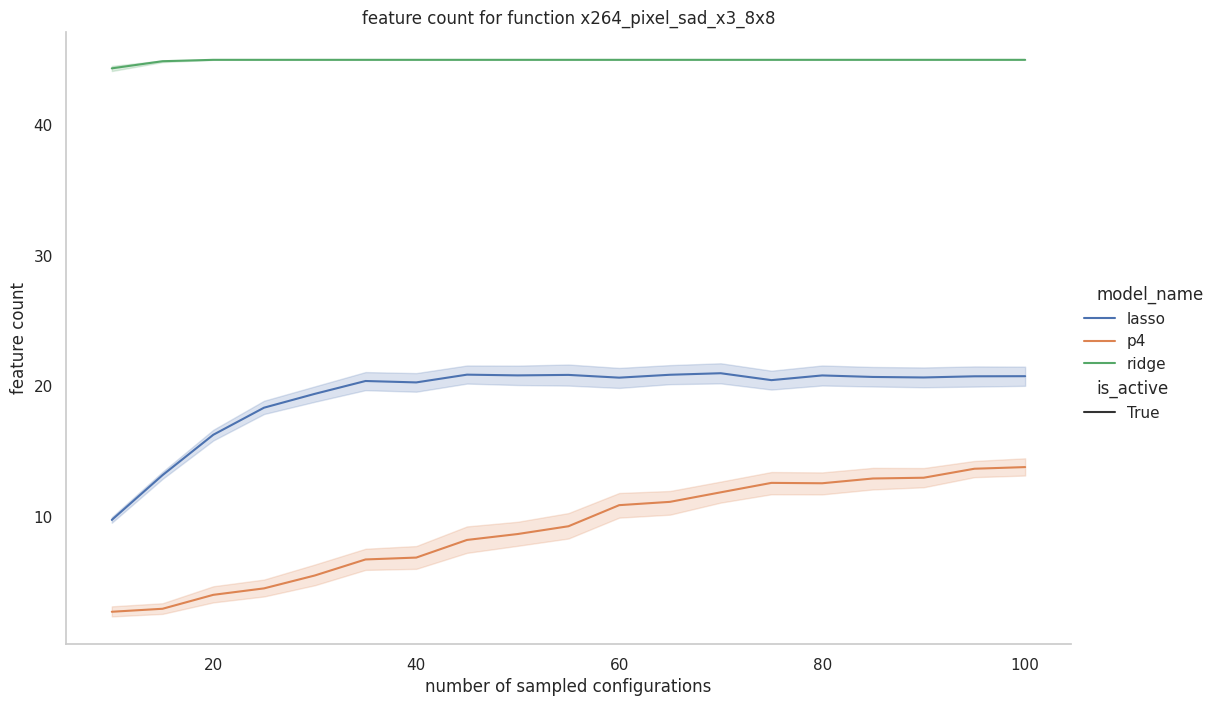 feature count for function x264_pixel_sad_x3_8x8
feature count
40
30
20
10
20
40
60
80
100
number of sampled configurations
model_name
lasso
p4
ridge
is_active
True